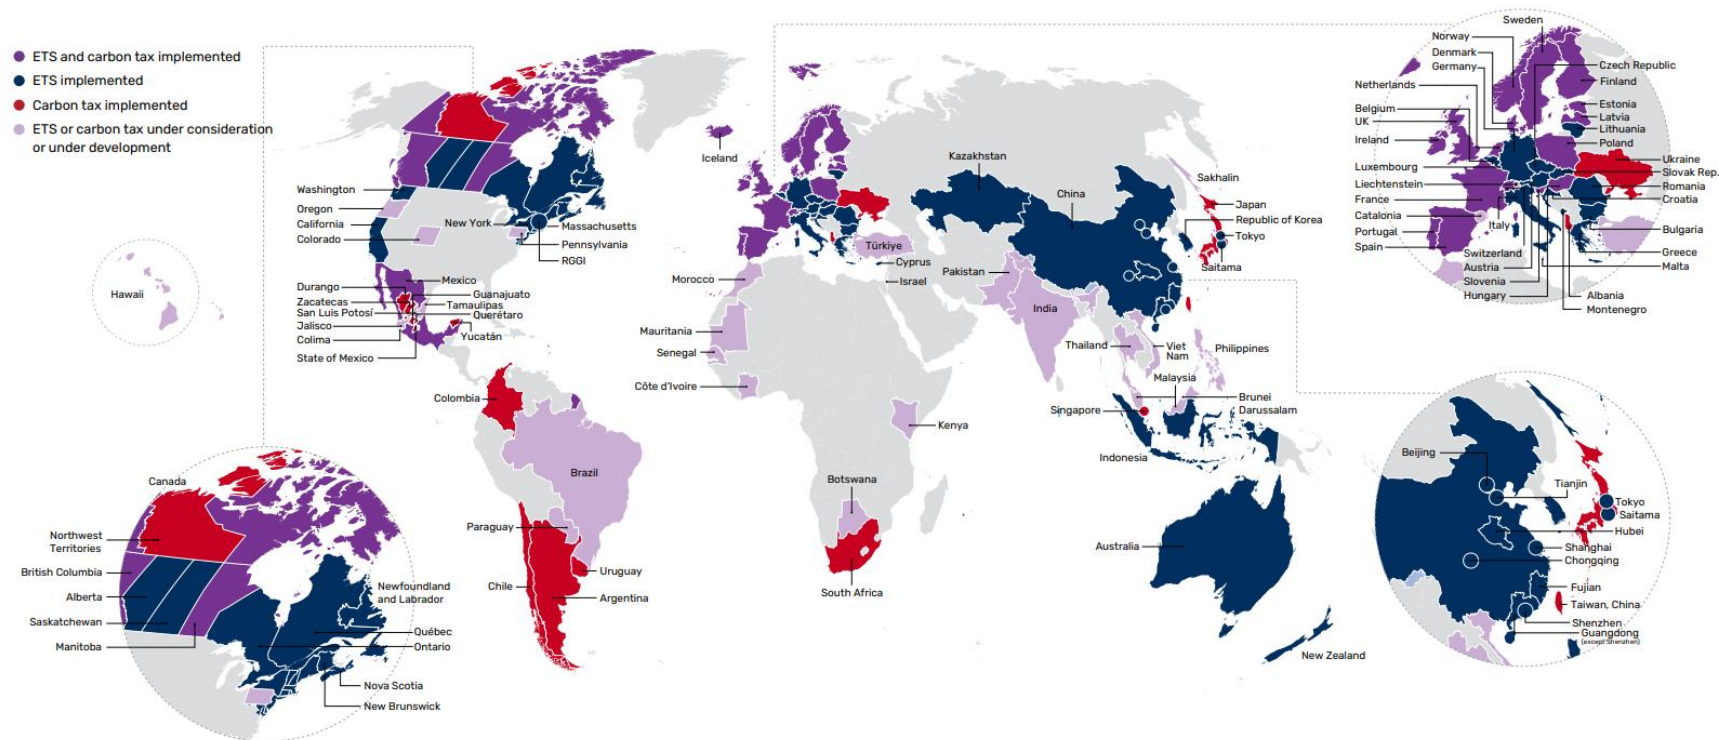 ETS and carbon tax implemented
ETS implemented
Carbon tax implemented
ETS or carbon tax under consideration
or under development
Hawaii
Washington
Oregon
California
Colorado
New York
Massachusetts
Pennsylvania
RGGI
Mexico
Durango
Guanajuato
Zacatecas
Tamaulipas
San Luis Potosí
Querétaro
Jalisco
Yucatán
Colima
State of Mexico
Colombia
Brazil
Paraguay
Chile
Uruguay
Argentina
Iceland
Kazakhstan
China
Sakhalin
Japan
Republic of Korea
Tokyo
Saitama
Türkiye
Cyprus
Israel
Pakistan
Morocco
India
Mauritania
Senegal
Côte d'Ivoire
Thailand
Viet
Nam
Philippines
Malaysia
Singapore
Brunei
Darussalam
Kenya
Indonesia
Botswana
South Africa
Australia
New Zealand
Sweden
Norway
Denmark
Germany
Netherlands
Belgium
UK
Ireland
Luxembourg
Liechtenstein
France
Catalonia
Portugal
Spain
Italy
Switzerland
Austria
Slovenia
Hungary
Czech Republic
Finland
Estonia
Latvia
Lithuania
Poland
Ukraine
Slovak Rep.
Romania
Croatia
Bulgaria
Greece
Malta
Albania
Montenegro
Canada
Northwest
Territories
British Columbia
Alberta
Saskatchewan
Manitoba
Newfoundland
and Labrador
Québec
Ontario
Nova Scotia
New Brunswick
Beijing
Tianjin
Tokyo
Saitama
Hubei
Shanghai
Chongqing
Fujian
Taiwan, China
Shenzhen
Guangdong
(except Shenzhen)